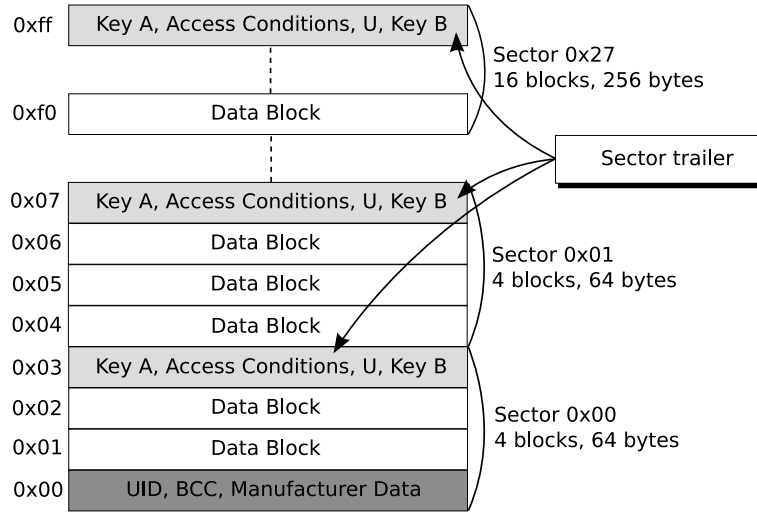 0xff
Key A, Access Conditions, U, Key B
Sector 0x27
16 blocks, 256 bytes
0xf0
Data Block
Sector trailer
0x07
Key A, Access Conditions, U, Key B
0x06
Data Block
0x05
Data Block
Sector 0x01
4 blocks, 64 bytes
0x04
Data Block
0x03
Key A, Access Conditions, U, Key B
0x02
Data Block
Sector 0x00
4 blocks, 64 bytes
0x01
Data Block
0x00
UID, BCC, Manufacturer Data